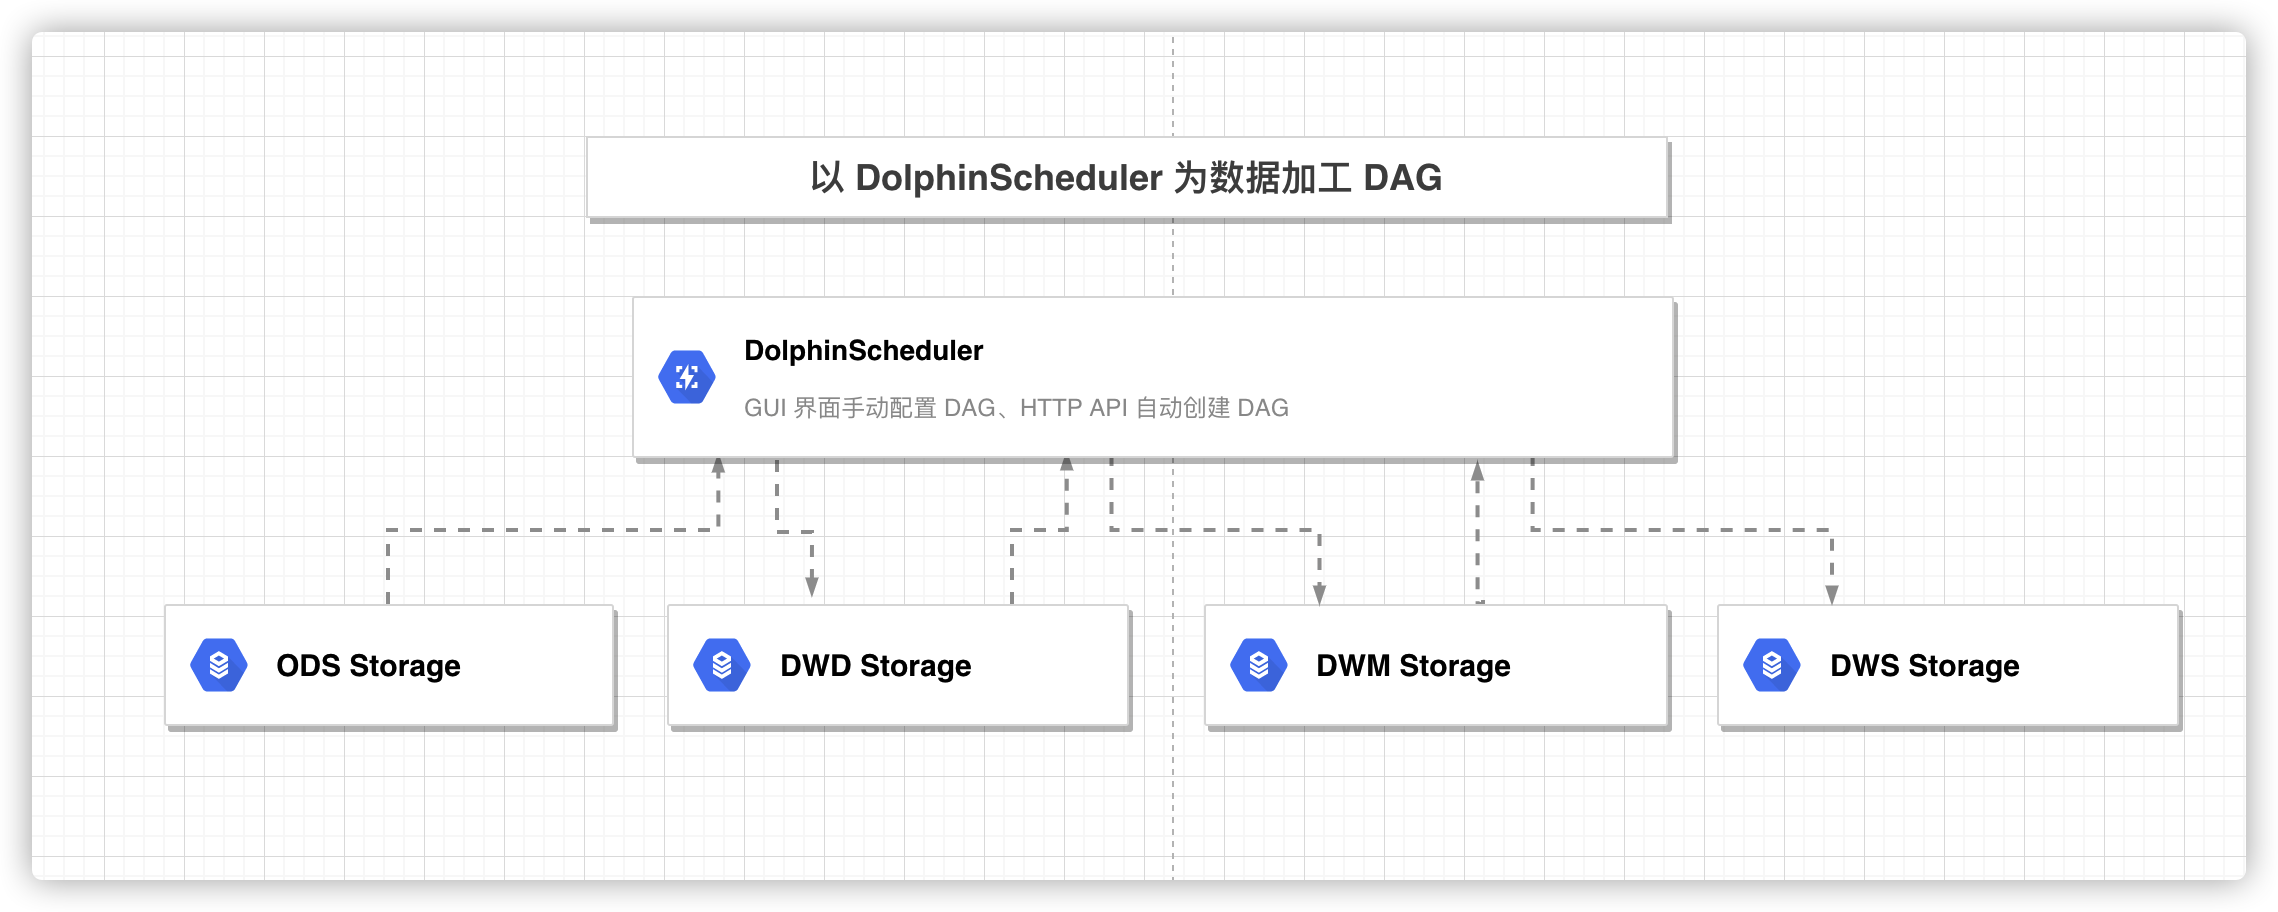 以 DolphinScheduler 为数据加工 DAG
DolphinScheduler
GUI 界面手动配置 DAG、HTTP API 自动创建 DAG
ODS Storage
DWD Storage
DWM Storage
DWS Storage